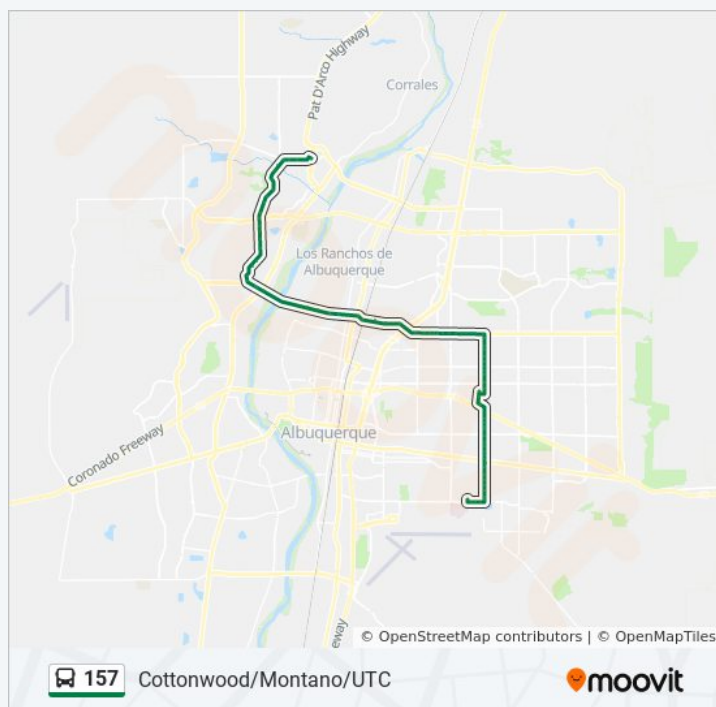 Pat D'Arco Highway
Corrales
Los Ranchos de
Albuquerque
Albuquerque
Coronado Freeway
eway
© OpenStreetMap contributors | © OpenMapTiles
157 Cottonwood/Montano/UTC
moovit